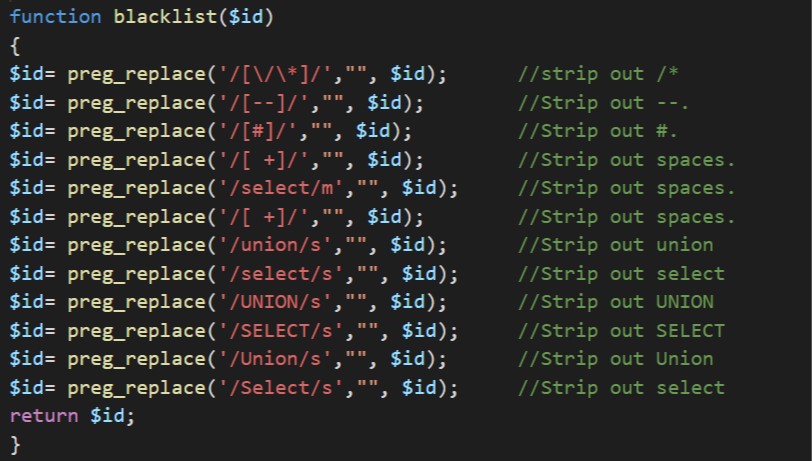 function blacklist($id)
{
$id= preg_replace('/[\/\*]/',"", $id);      //strip out /*
$id= preg_replace('/[--]/',"", $id);      //Strip out --.
$id= preg_replace('/[#]/',"", $id);      //Strip out #.
$id= preg_replace('/[ +]/',"", $id);      //Strip out spaces.
$id= preg_replace('/select/m',"", $id);      //Strip out spaces.
$id= preg_replace('/[ +]/',"", $id);      //Strip out spaces.
$id= preg_replace('/union/s',"", $id);      //Strip out union
$id= preg_replace('/select/s',"", $id);      //Strip out select
$id= preg_replace('/UNION/s',"", $id);      //Strip out UNION
$id= preg_replace('/SELECT/s',"", $id);      //Strip out SELECT
$id= preg_replace('/Union/s',"", $id);      //Strip out Union
$id= preg_replace('/Select/s',"", $id);      //Strip out select
return $id;
}